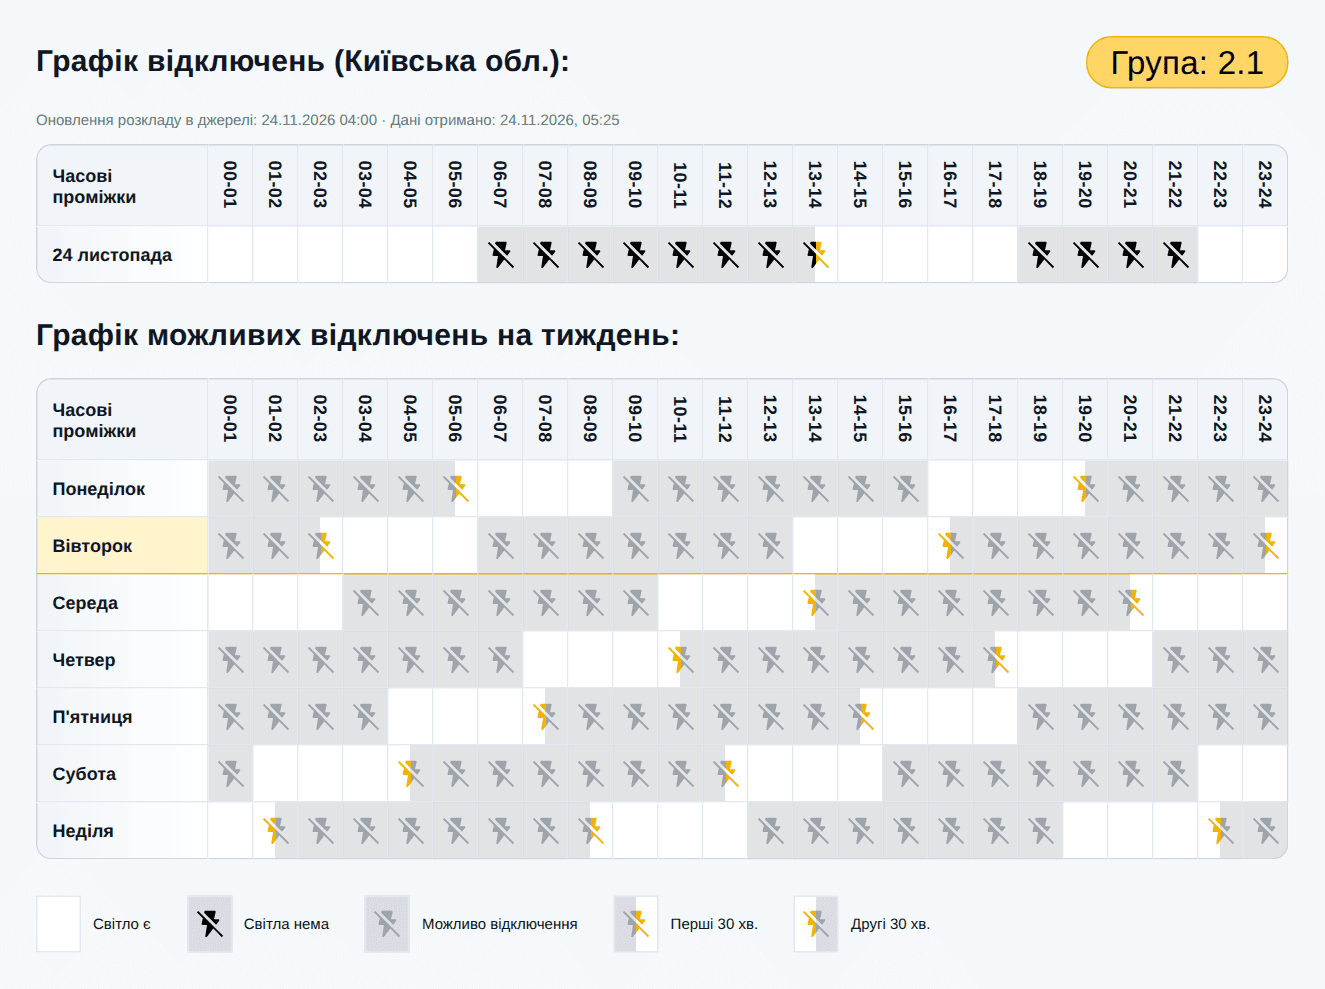 Графік відключень (Київська обл.):
Група: 2.1
Оновлення розкладу в джерелі: 24.11.2026 04:00 · Дані отримано: 24.11.2026, 05:25
Часові
проміжки
00-01 01-02 02-03 03-04 04-05 05-06 06-07 07-08 08-09 09-10 10-11 11-12 12-13 13-14 14-15 15-16 16-17 17-18 18-19 19-20 20-21 21-22 22-23 23-24
24 листопада
Графік можливих відключень на тиждень:
Часові
проміжки
00-01 01-02 02-03 03-04 04-05 05-06 06-07 07-08 08-09 09-10 10-11 11-12 12-13 13-14 14-15 15-16 16-17 17-18 18-19 19-20 20-21 21-22 22-23 23-24
Понеділок
Вівторок
Середа
Четвер
П'ятниця
Субота
Неділя
Світло є
Світла нема
Можливо відключення
Перші 30 хв.
Другі 30 хв.